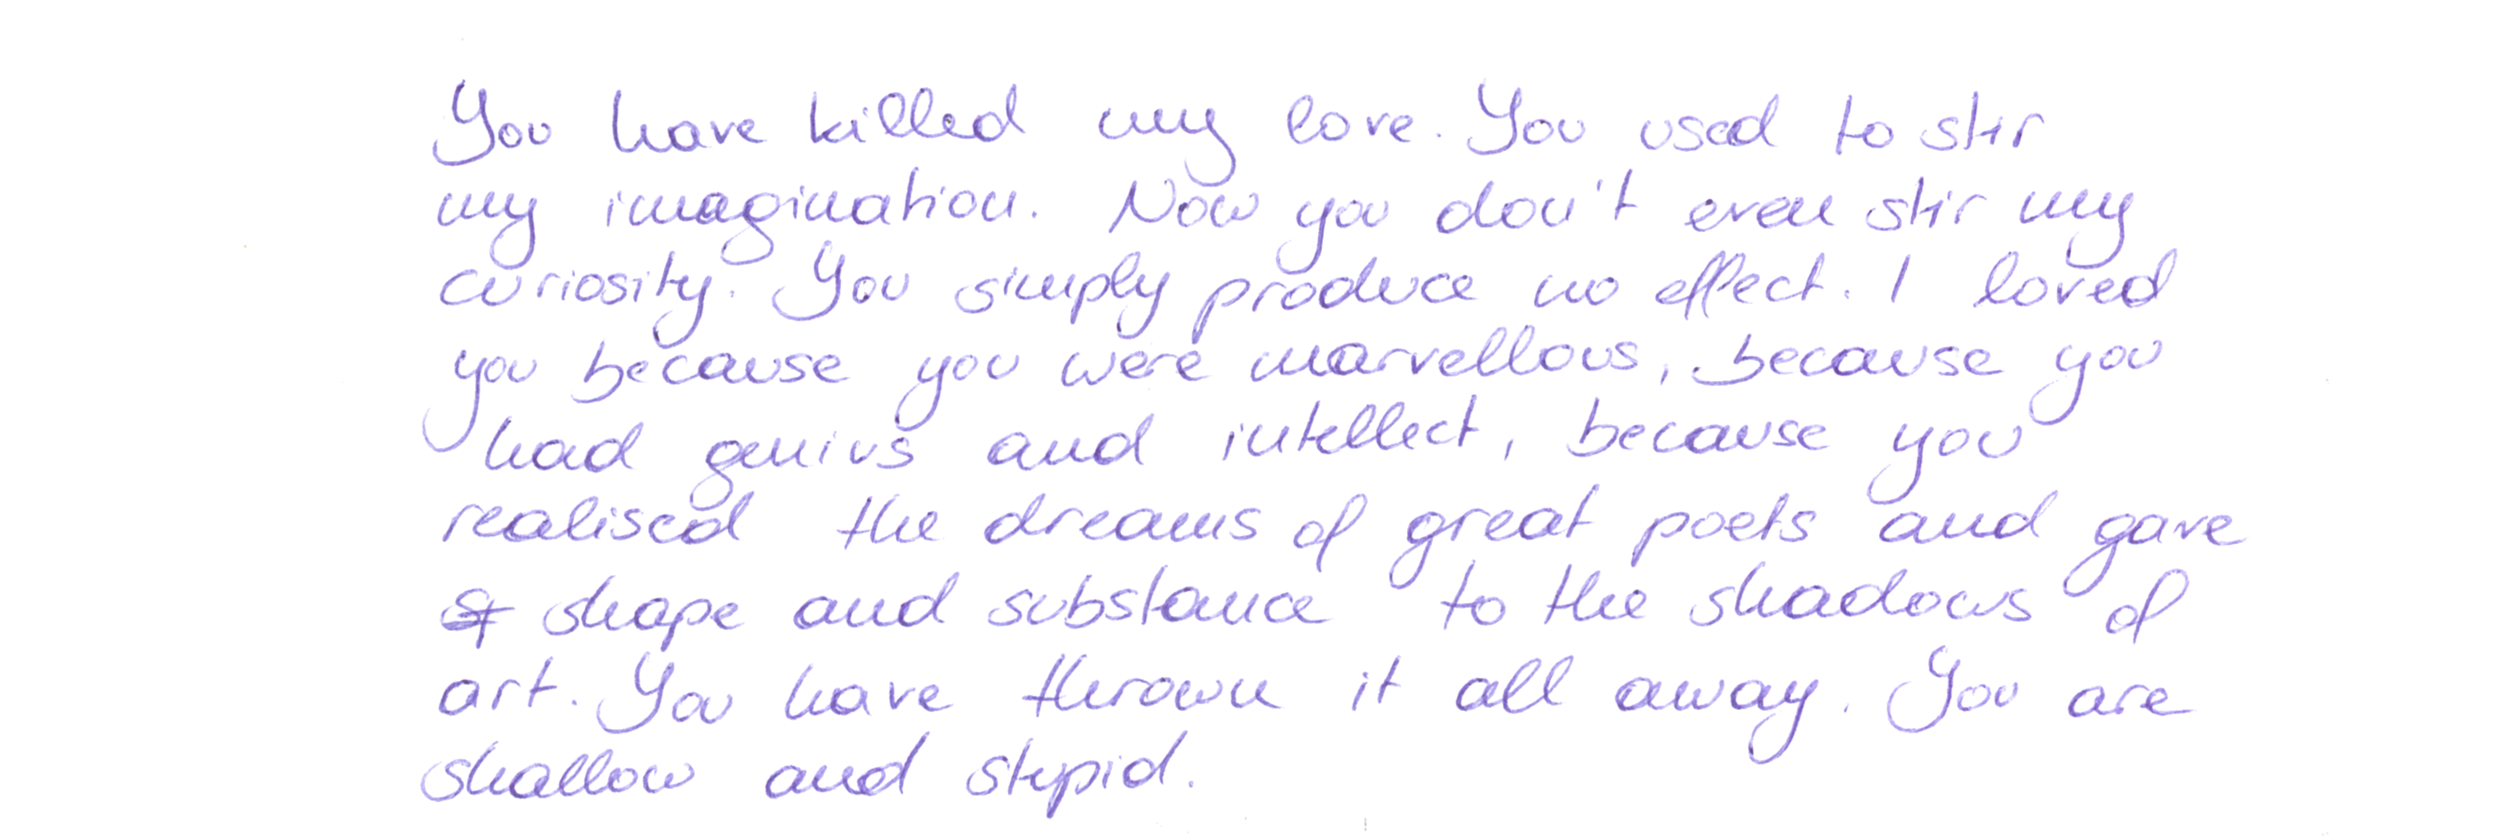 You have killed my love. You used to stir
my imagination. Now you don't even stir my
curiosity. You simply produce no effect. I loved
you because you were marvellous, because you
had genius and intellect, because you
realised the dreams of great poets and gave
shape and substance to the shadows of
art. You have thrown it all away. You are
shallow and stupid.